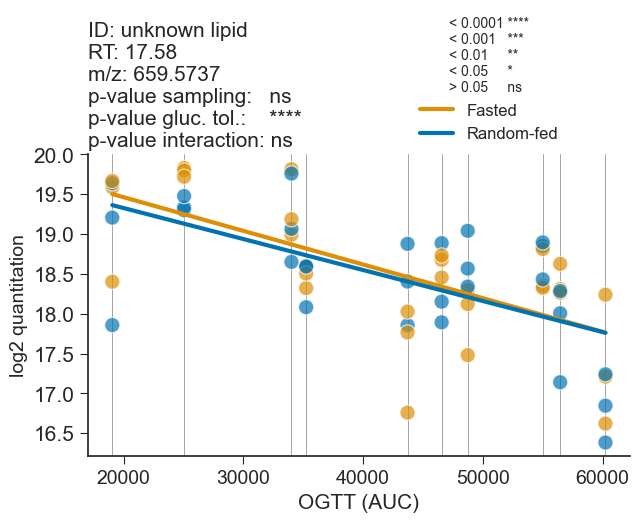 ID: unknown lipid
RT: 17.58
m/z: 659.5737
p-value sampling: ns
p-value gluc. tol.: ****
p-value interaction: ns
< 0.0001 ****
< 0.001 ***
< 0.01 **
< 0.05 *
> 0.05 ns
Fasted
Random-fed
20.0
19.5
19.0
18.5
18.0
17.5
17.0
16.5
log2 quantitation
20000 30000 40000 50000 60000
OGTT (AUC)